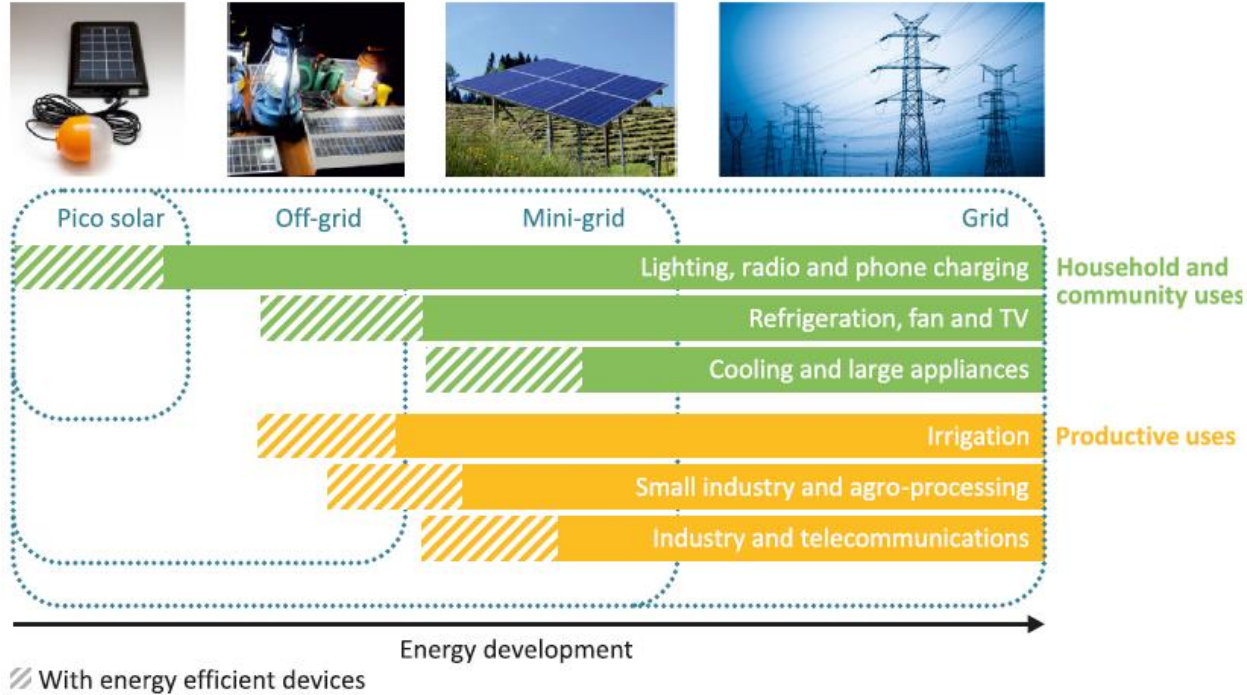 Pico solar
Off-grid
Mini-grid
Grid
Lighting, radio and phone charging
Household and
community uses
Refrigeration, fan and TV
Cooling and large appliances
Irrigation
Productive uses
Small industry and agro-processing
Industry and telecommunications
Energy development
With energy efficient devices